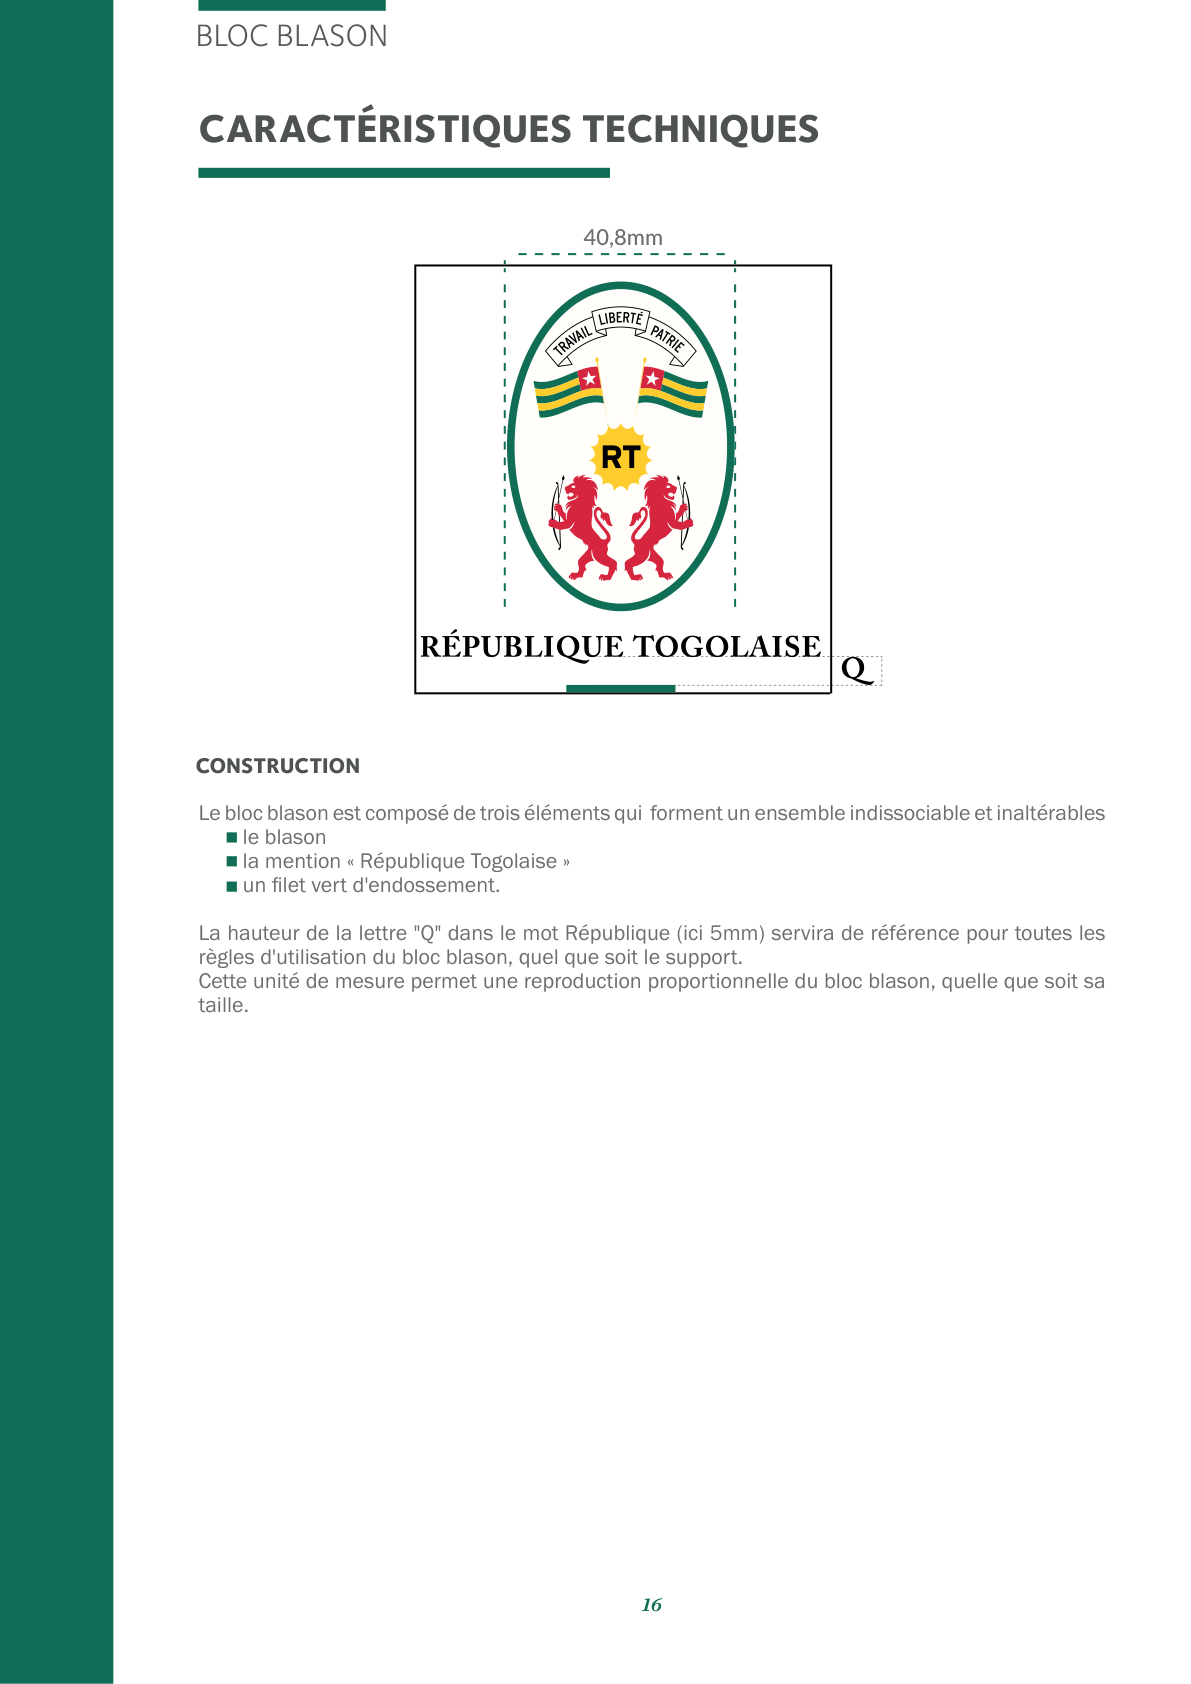 BLOC BLASON
CARACTÉRISTIQUES TECHNIQUES
40,8mm
TRAVAIL LIBERTÉ PATRIE
RT
RÉPUBLIQUE TOGOLAISE
Q
CONSTRUCTION
Le bloc blason est composé de trois éléments qui forment un ensemble indissociable et inaltérables
le blason
la mention « République Togolaise »
un filet vert d'endossement.
La hauteur de la lettre "Q" dans le mot République (ici 5mm) servira de référence pour toutes les
règles d'utilisation du bloc blason, quel que soit le support.
Cette unité de mesure permet une reproduction proportionnelle du bloc blason, quelle que soit sa
taille.
16